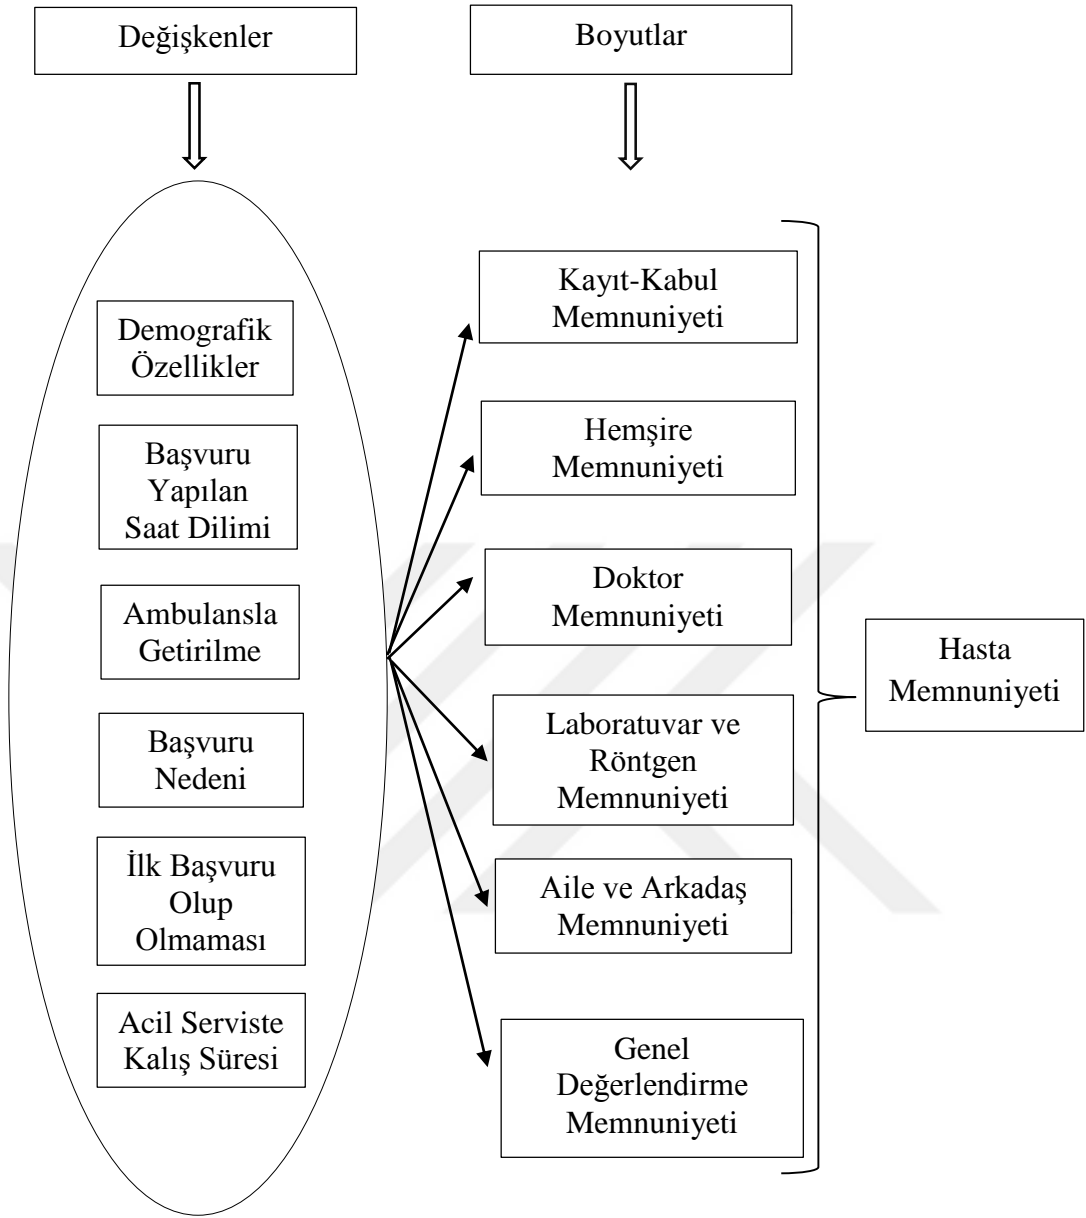 Değişkenler
Boyutlar
Demografik
Özellikler
Başvuru
Yapılan
Saat Dilimi
Ambulansla
Getirilme
Başvuru
Nedeni
İlk Başvuru
Olup
Olmaması
Acil Serviste
Kalış Süresi
Kayıt-Kabul
Memnuniyeti
Hemşire
Memnuniyeti
Doktor
Memnuniyeti
Laboratuvar ve
Röntgen
Memnuniyeti
Aile ve Arkadaş
Memnuniyeti
Genel
Değerlendirme
Memnuniyeti
Hasta
Memnuniyeti